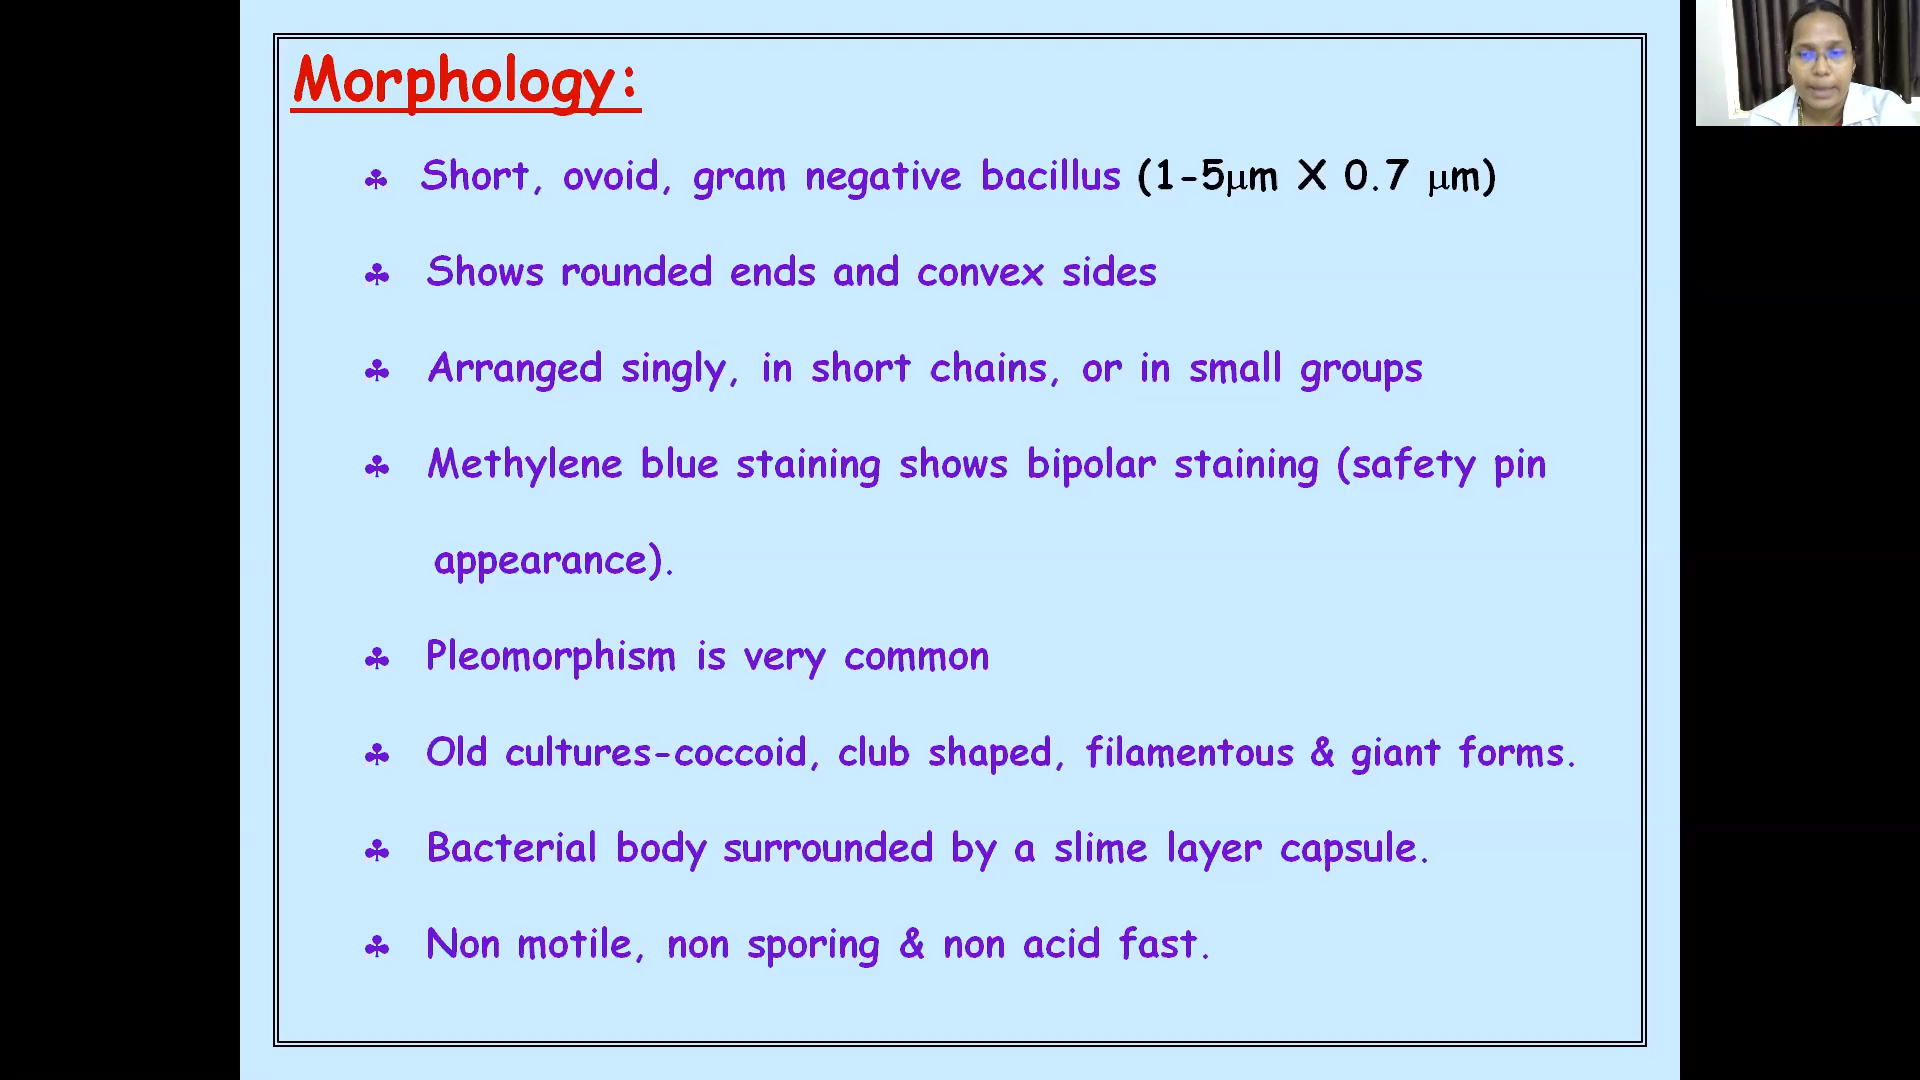 Morphology:
♣ Short, ovoid, gram negative bacillus (1-5μm X 0.7 μm)
♣ Shows rounded ends and convex sides
♣ Arranged singly, in short chains, or in small groups
♣ Methylene blue staining shows bipolar staining (safety pin
appearance).
♣ Pleomorphism is very common
♣ Old cultures-coccoid, club shaped, filamentous & giant forms.
♣ Bacterial body surrounded by a slime layer capsule.
♣ Non motile, non sporing & non acid fast.